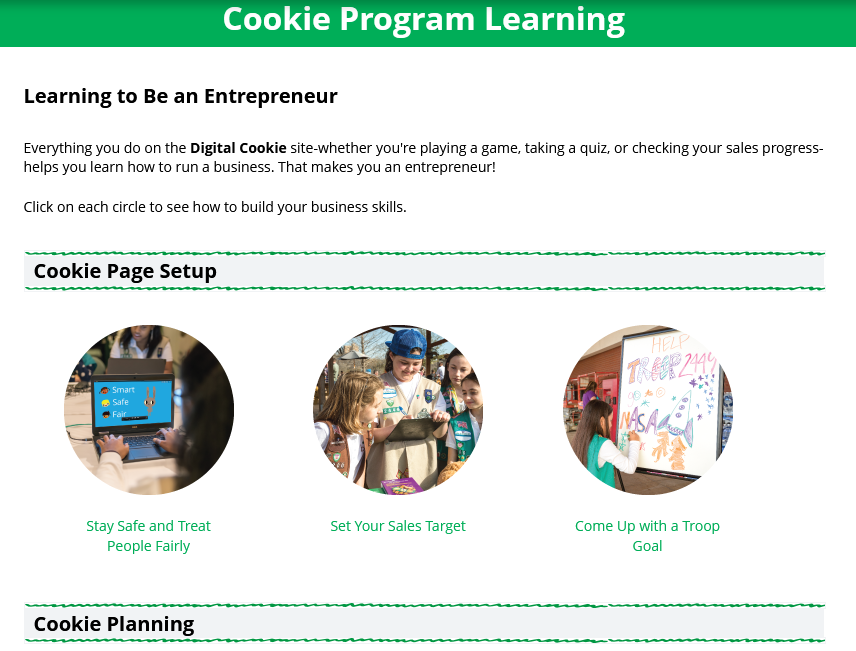 Cookie Program Learning
Learning to Be an Entrepreneur
Everything you do on the Digital Cookie site-whether you're playing a game, taking a quiz, or checking your sales progress-
helps you learn how to run a business. That makes you an entrepreneur!
Click on each circle to see how to build your business skills.
Cookie Page Setup
Smart
Safe
Fair
HELP
TROOP 2449
NASA
Stay Safe and Treat
People Fairly
Set Your Sales Target
Come Up with a Troop
Goal
Cookie Planning